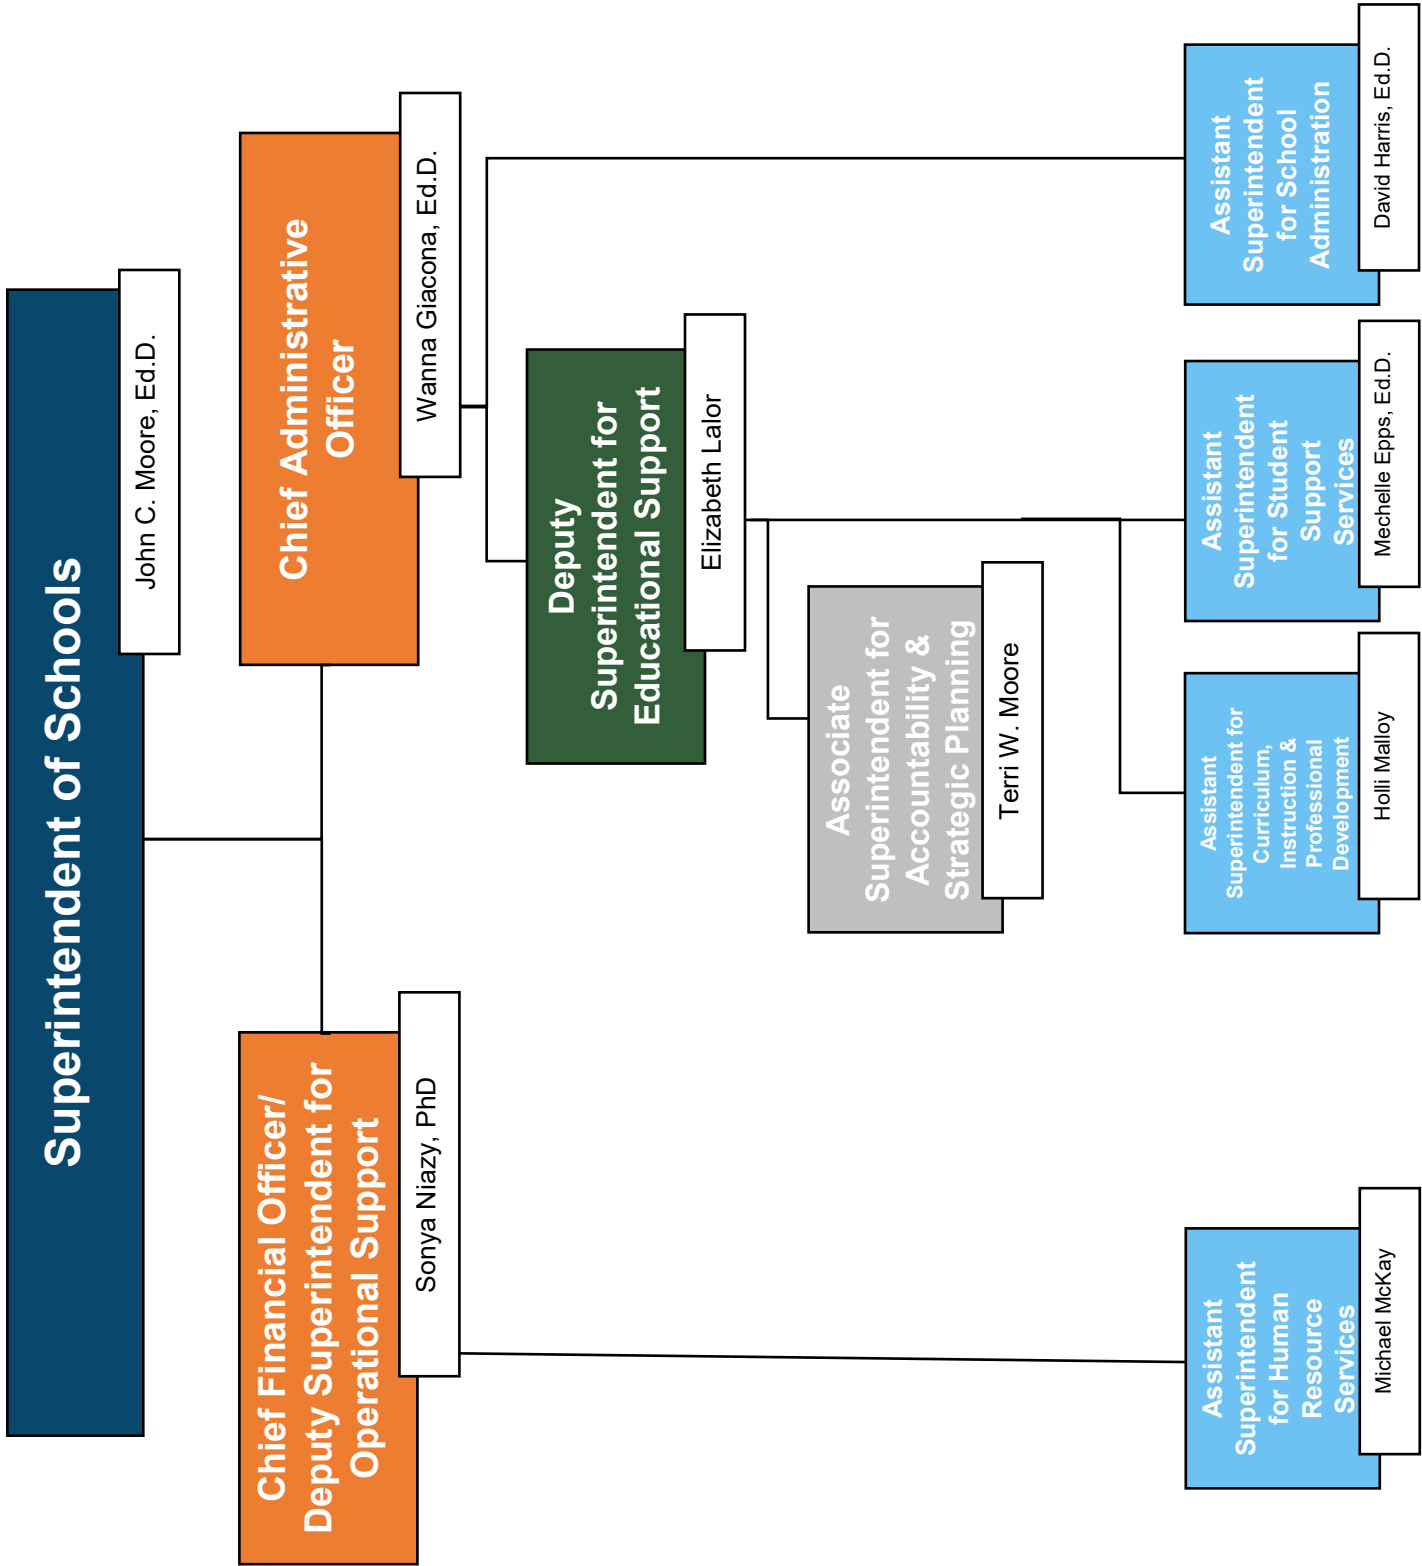 Superintendent of Schools
John C. Moore, Ed.D.
Chief Financial Officer/
Deputy Superintendent for
Operational Support
Sonya Niazy, PhD
Chief Administrative
Officer
Wanna Giacona, Ed.D.
Deputy
Superintendent for
Educational Support
Elizabeth Lalor
Associate
Superintendent for
Accountability &
Strategic Planning
Terri W. Moore
Assistant
Superintendent
for Human
Resource
Services
Michael McKay
Assistant
Superintendent for
Curriculum,
Instruction &
Professional
Development
Holli Malloy
Assistant
Superintendent
for Student
Support
Services
Mechelle Epps, Ed.D.
Assistant
Superintendent
for School
Administration
David Harris, Ed.D.